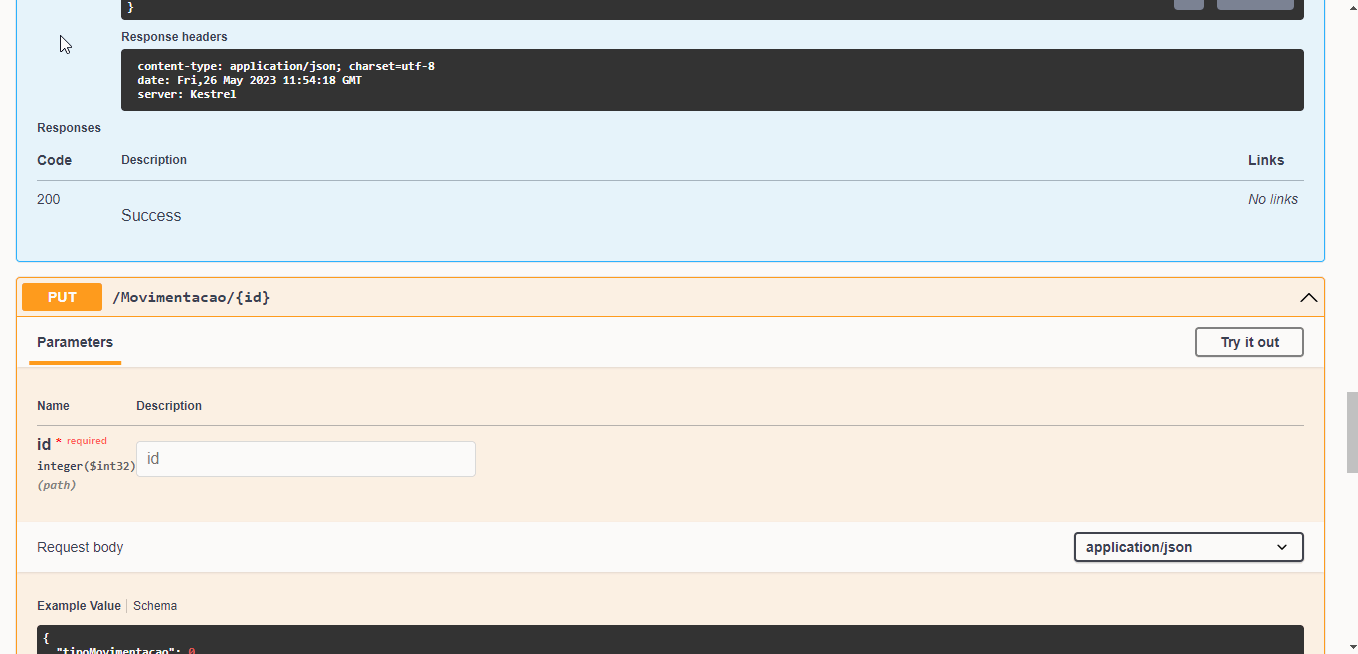 }
Response headers
content-type: application/json; charset=utf-8
date: Fri,26 May 2023 11:54:18 GMT
server: Kestrel
Responses
Code Description Links
200 Success No links
PUT /Movimentacao/{id}
Parameters Try it out
Name Description
id * required
integer($int32) id
(path)
Request body application/json
Example Value Schema
{
"tipoMovimentacao": 0